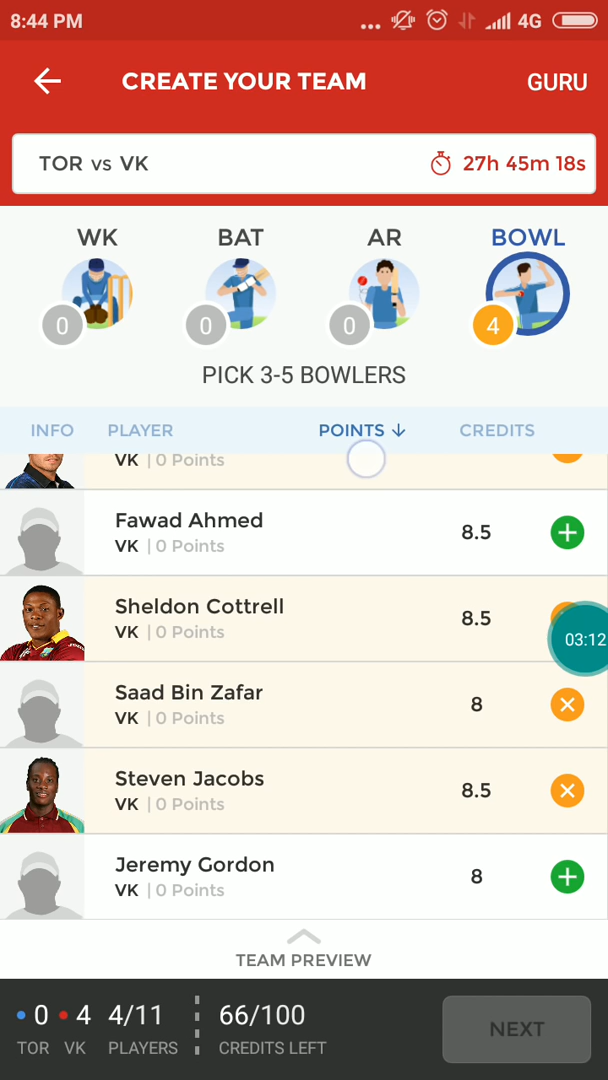 8:44 PM ... 4G
CREATE YOUR TEAM GURU
TOR vs VK 27h 45m 18s
WK BAT AR BOWL
0 0 0 4
PICK 3-5 BOWLERS
INFO PLAYER POINTS ↓ CREDITS
VK | 0 Points
Fawad Ahmed
VK | 0 Points 8.5
Sheldon Cottrell
VK | 0 Points 8.5
03:12
Saad Bin Zafar
VK | 0 Points 8
Steven Jacobs
VK | 0 Points 8.5
Jeremy Gordon
VK | 0 Points 8
TEAM PREVIEW
0 4 4/11 66/100 NEXT
TOR VK PLAYERS CREDITS LEFT